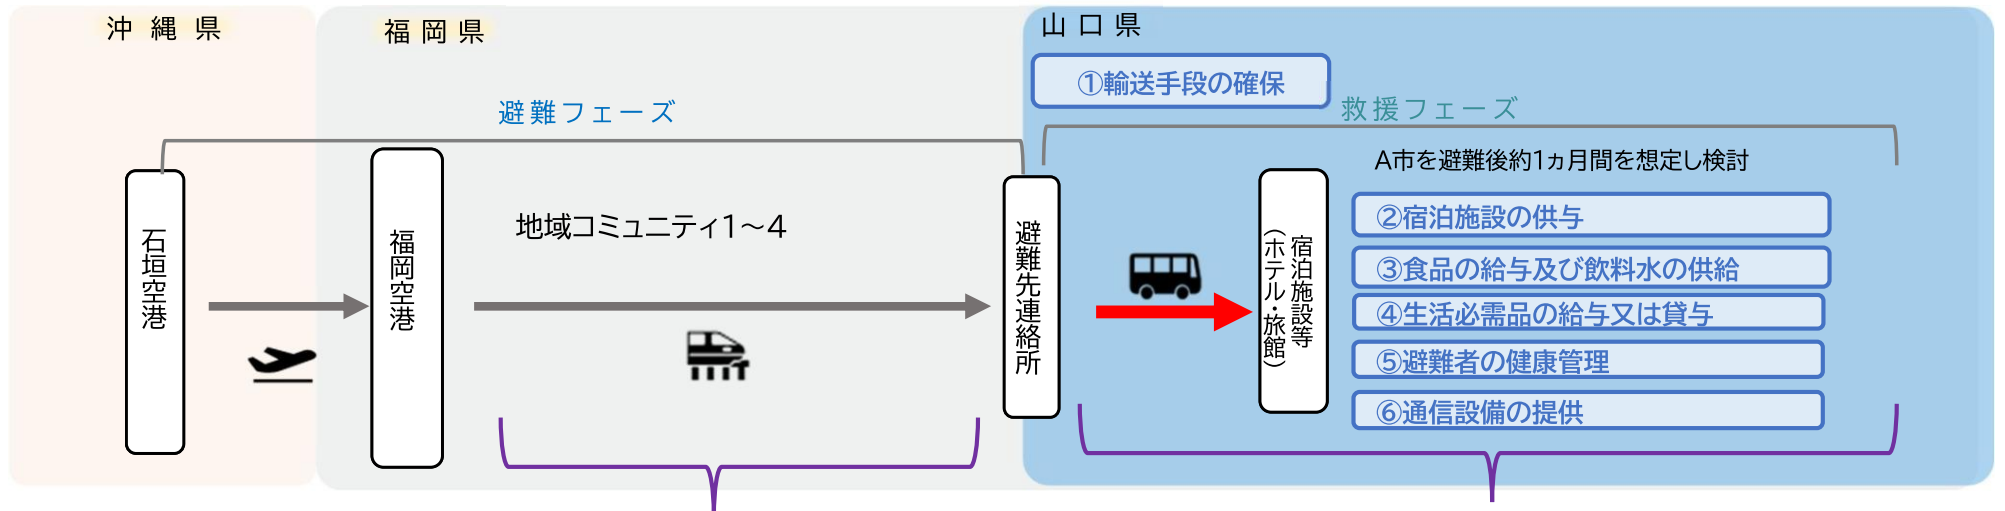 沖縄県
福岡県
山口県
①輸送手段の確保
避難フェーズ
救援フェーズ
A市を避難後約1ヵ月間を想定し検討
石垣空港
福岡空港
地域コミュニティ1～4
避難先連絡所
宿泊施設等
（ホテル・旅館）
②宿泊施設の供与
③食品の給与及び飲料水の供給
④生活必需品の給与又は貸与
⑤避難者の健康管理
⑥通信設備の提供